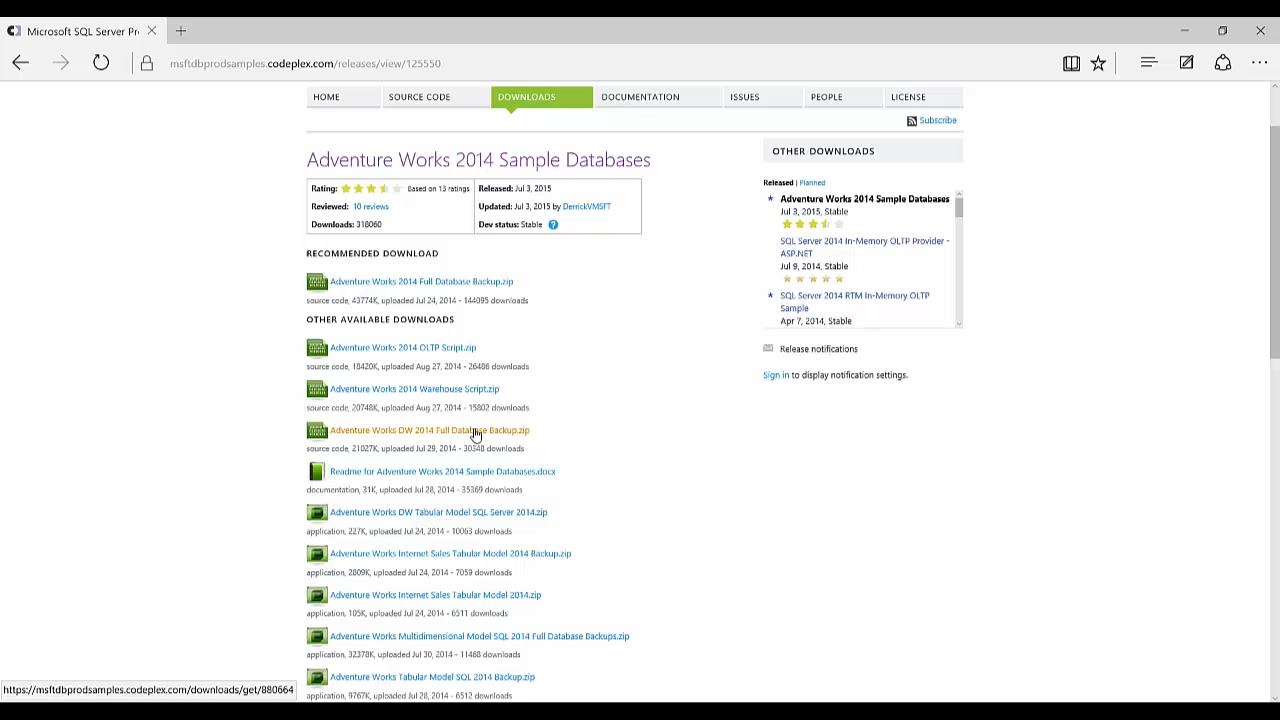 Microsoft SQL Server Pr
msftdbprodsamples.codeplex.com/releases/view/125550
HOME SOURCE CODE DOWNLOADS DOCUMENTATION ISSUES PEOPLE LICENSE
Subscribe
Adventure Works 2014 Sample Databases
Rating: Based on 13 ratings Released: Jul 3, 2015
Reviewed: 10 reviews Updated: Jul 3, 2015 by DerrickVMSFT
Downloads: 318060 Dev status: Stable ?
RECOMMENDED DOWNLOAD
Adventure Works 2014 Full Database Backup.zip
source code, 43774K, uploaded Jul 24, 2014 - 144095 downloads
OTHER AVAILABLE DOWNLOADS
Adventure Works 2014 OLTP Script.zip
source code, 18420K, uploaded Aug 27, 2014 - 26486 downloads
Adventure Works 2014 Warehouse Script.zip
source code, 20748K, uploaded Aug 27, 2014 - 15802 downloads
Adventure Works DW 2014 Full Database Backup.zip
source code, 21027K, uploaded Jul 29, 2014 - 30348 downloads
Readme for Adventure Works 2014 Sample Databases.docx
documentation, 31K, uploaded Jul 28, 2014 - 35369 downloads
Adventure Works DW Tabular Model SQL Server 2014.zip
application, 227K, uploaded Jul 24, 2014 - 10063 downloads
Adventure Works Internet Sales Tabular Model 2014 Backup.zip
application, 2809K, uploaded Jul 24, 2014 - 7059 downloads
Adventure Works Internet Sales Tabular Model 2014.zip
application, 105K, uploaded Jul 24, 2014 - 6511 downloads
Adventure Works Multidimensional Model SQL 2014 Full Database Backups.zip
application, 32378K, uploaded Jul 30, 2014 - 11468 downloads
Adventure Works Tabular Model SQL 2014 Backup.zip
application, 9767K, uploaded Jul 28, 2014 - 6512 downloads
OTHER DOWNLOADS
Released | Planned
* Adventure Works 2014 Sample Databases
Jul 3, 2015, Stable
SQL Server 2014 In-Memory OLTP Provider -
ASP.NET
Jul 9, 2014, Stable
* SQL Server 2014 RTM In-Memory OLTP
Sample
Apr 7, 2014, Stable
Release notifications
Sign in to display notification settings.
https://msftdbprodsamples.codeplex.com/downloads/get/880664